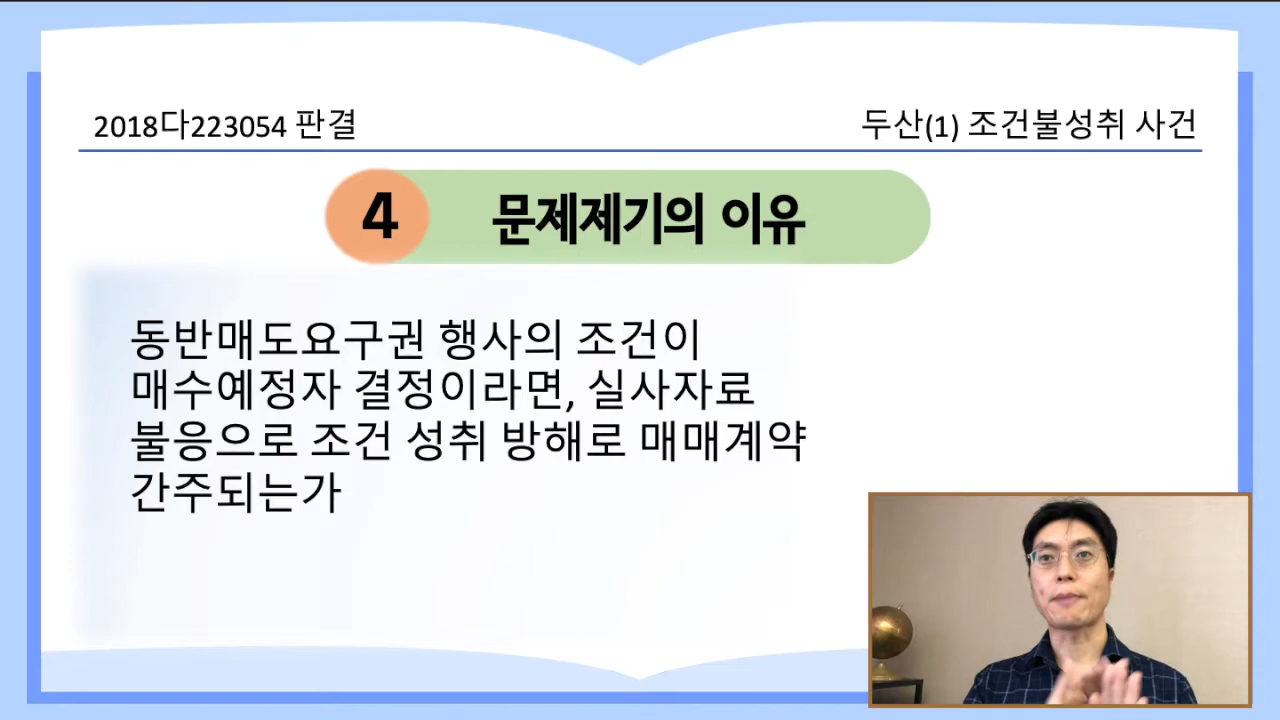 2018다223054 판결
두산(1) 조건불성취 사건
4 문제제기의 이유
동반매도요구권 행사의 조건이
매수예정자 결정이라면, 실사자료
불응으로 조건 성취 방해로 매매계약
간주되는가